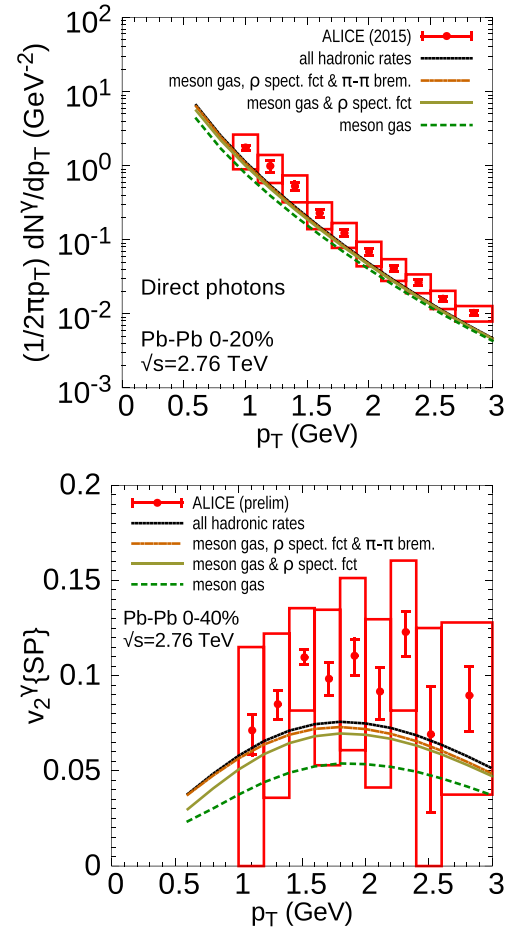 10²
10¹
10⁰
10⁻¹
10⁻²
10⁻³
(1/2πp_T) dN^γ/dp_T (GeV⁻²)
ALICE (2015)
all hadronic rates
meson gas, ρ spect. fct & π-π brem.
meson gas & ρ spect. fct
meson gas
Direct photons
Pb-Pb 0-20%
√s=2.76 TeV
0 0.5 1 1.5 2 2.5 3
p_T (GeV)
0.2
0.15
0.1
0.05
0
v₂^γ{SP}
ALICE (prelim)
all hadronic rates
meson gas, ρ spect. fct & π-π brem.
meson gas & ρ spect. fct
meson gas
Pb-Pb 0-40%
√s=2.76 TeV
0 0.5 1 1.5 2 2.5 3
p_T (GeV)